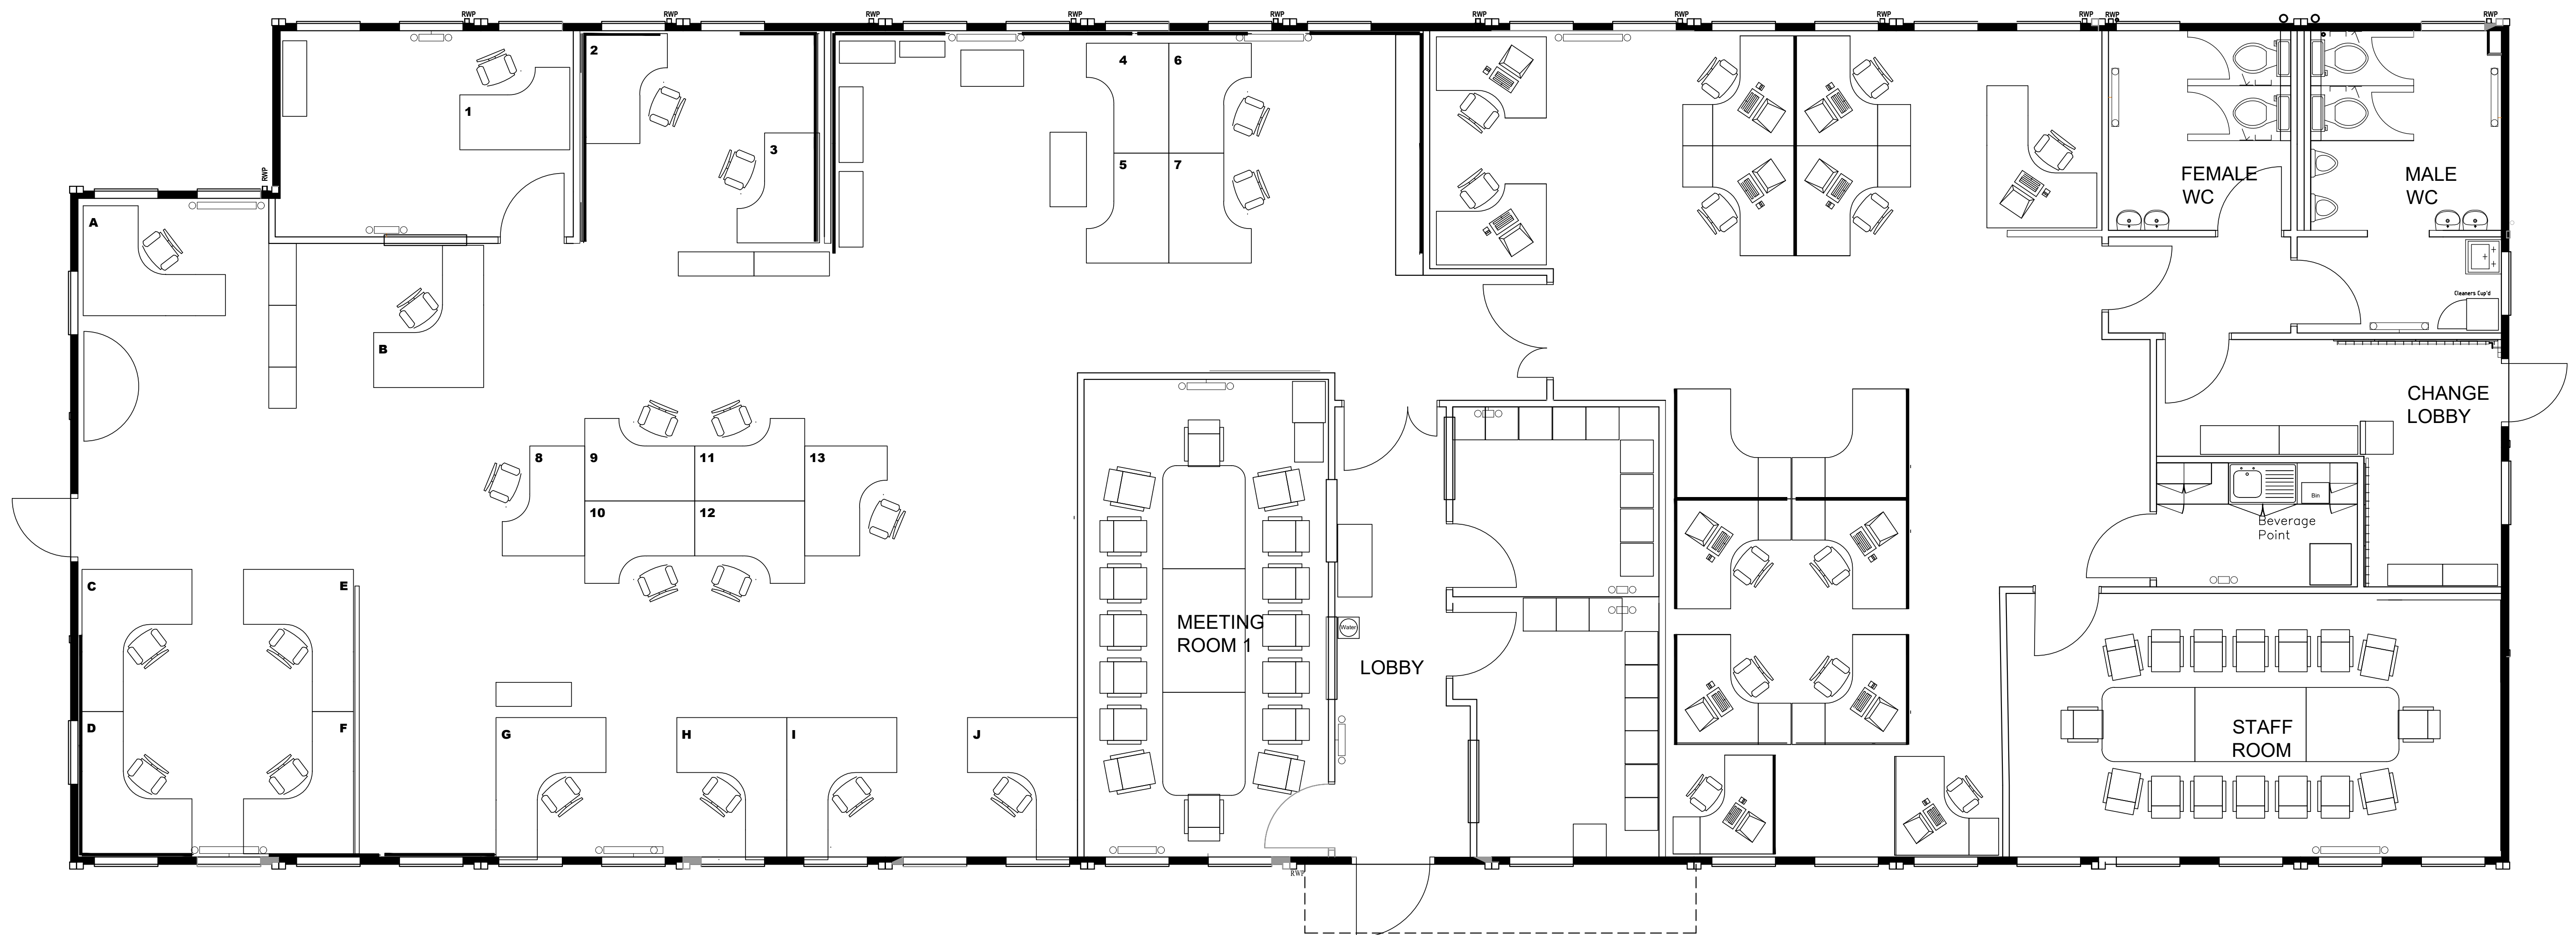 RWP
RWP
RWP
RWP
RWP
RWP
RWP
RWP
RWP
RWP
RWP
2
1
3
4
6
5
7
RWP
FEMALE
WC
MALE
WC
A
B
Cleaners Cup'd
CHANGE
LOBBY
8
9
11
13
10
12
Bin
Beverage
Point
C
E
D
F
MEETING
ROOM 1
Water
LOBBY
G
H
I
J
STAFF
ROOM
RWP